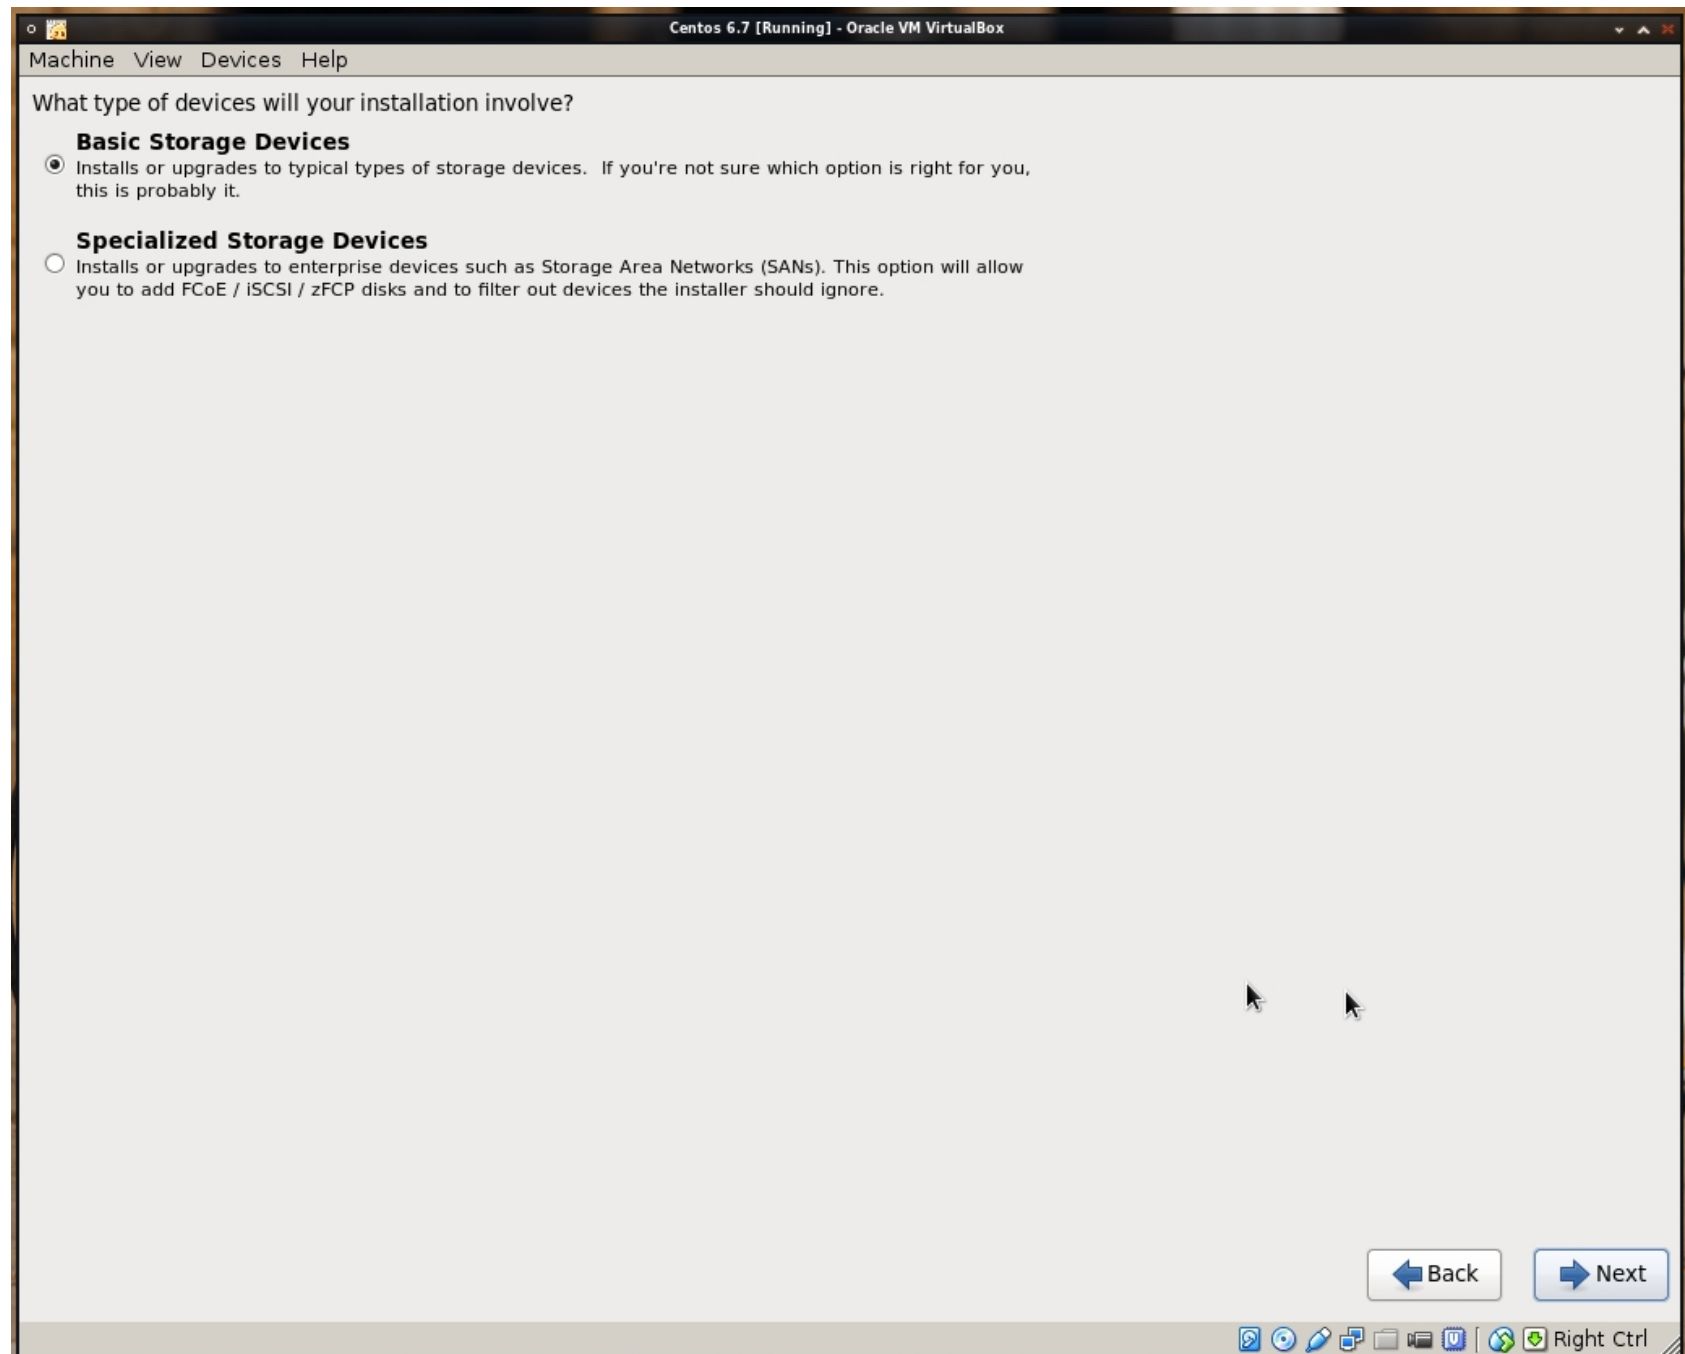 Centos 6.7 [Running] - Oracle VM VirtualBox
Machine View Devices Help
What type of devices will your installation involve?
Basic Storage Devices
Installs or upgrades to typical types of storage devices.  If you're not sure which option is right for you,
this is probably it.
Specialized Storage Devices
Installs or upgrades to enterprise devices such as Storage Area Networks (SANs). This option will allow
you to add FCoE / iSCSI / zFCP disks and to filter out devices the installer should ignore.
Back Next
Right Ctrl